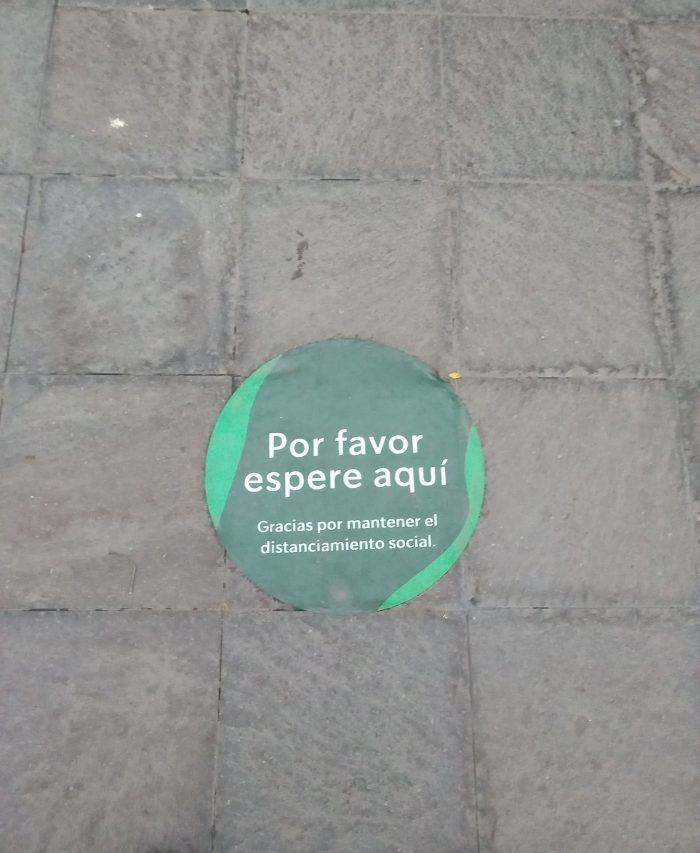 Por favor
espere aquí
Gracias por mantener el
distanciamiento social.